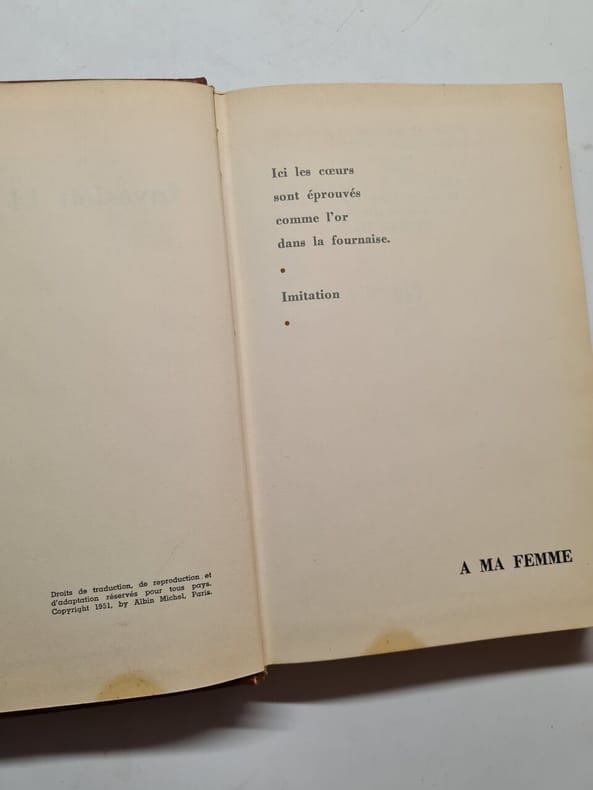 Droits de traduction, de reproduction et
d'adaptation réservés pour tous pays.
Copyright 1951, by Albin Michel, Paris.
Ici les cœurs
sont éprouvés
comme l'or
dans la fournaise.
•
Imitation
•
A MA FEMME